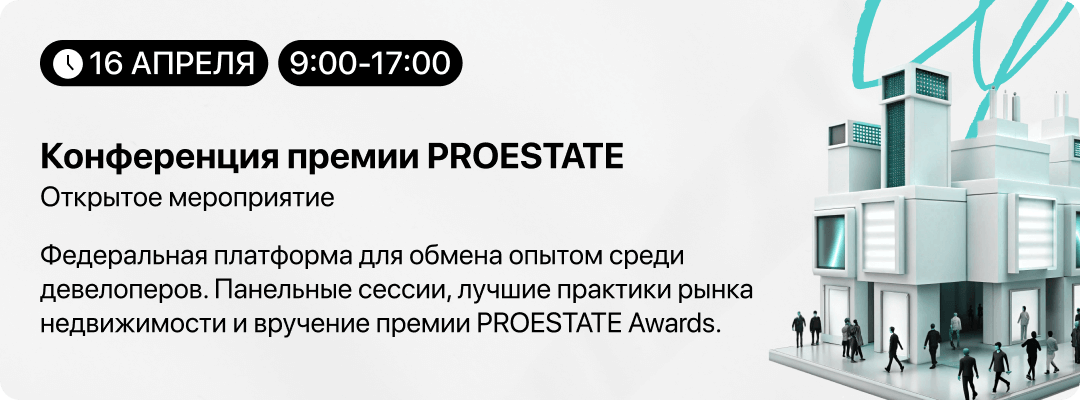 16 АПРЕЛЯ 9:00-17:00
Конференция премии PROESTATE
Открытое мероприятие
Федеральная платформа для обмена опытом среди
девелоперов. Панельные сессии, лучшие практики рынка
недвижимости и вручение премии PROESTATE Awards.